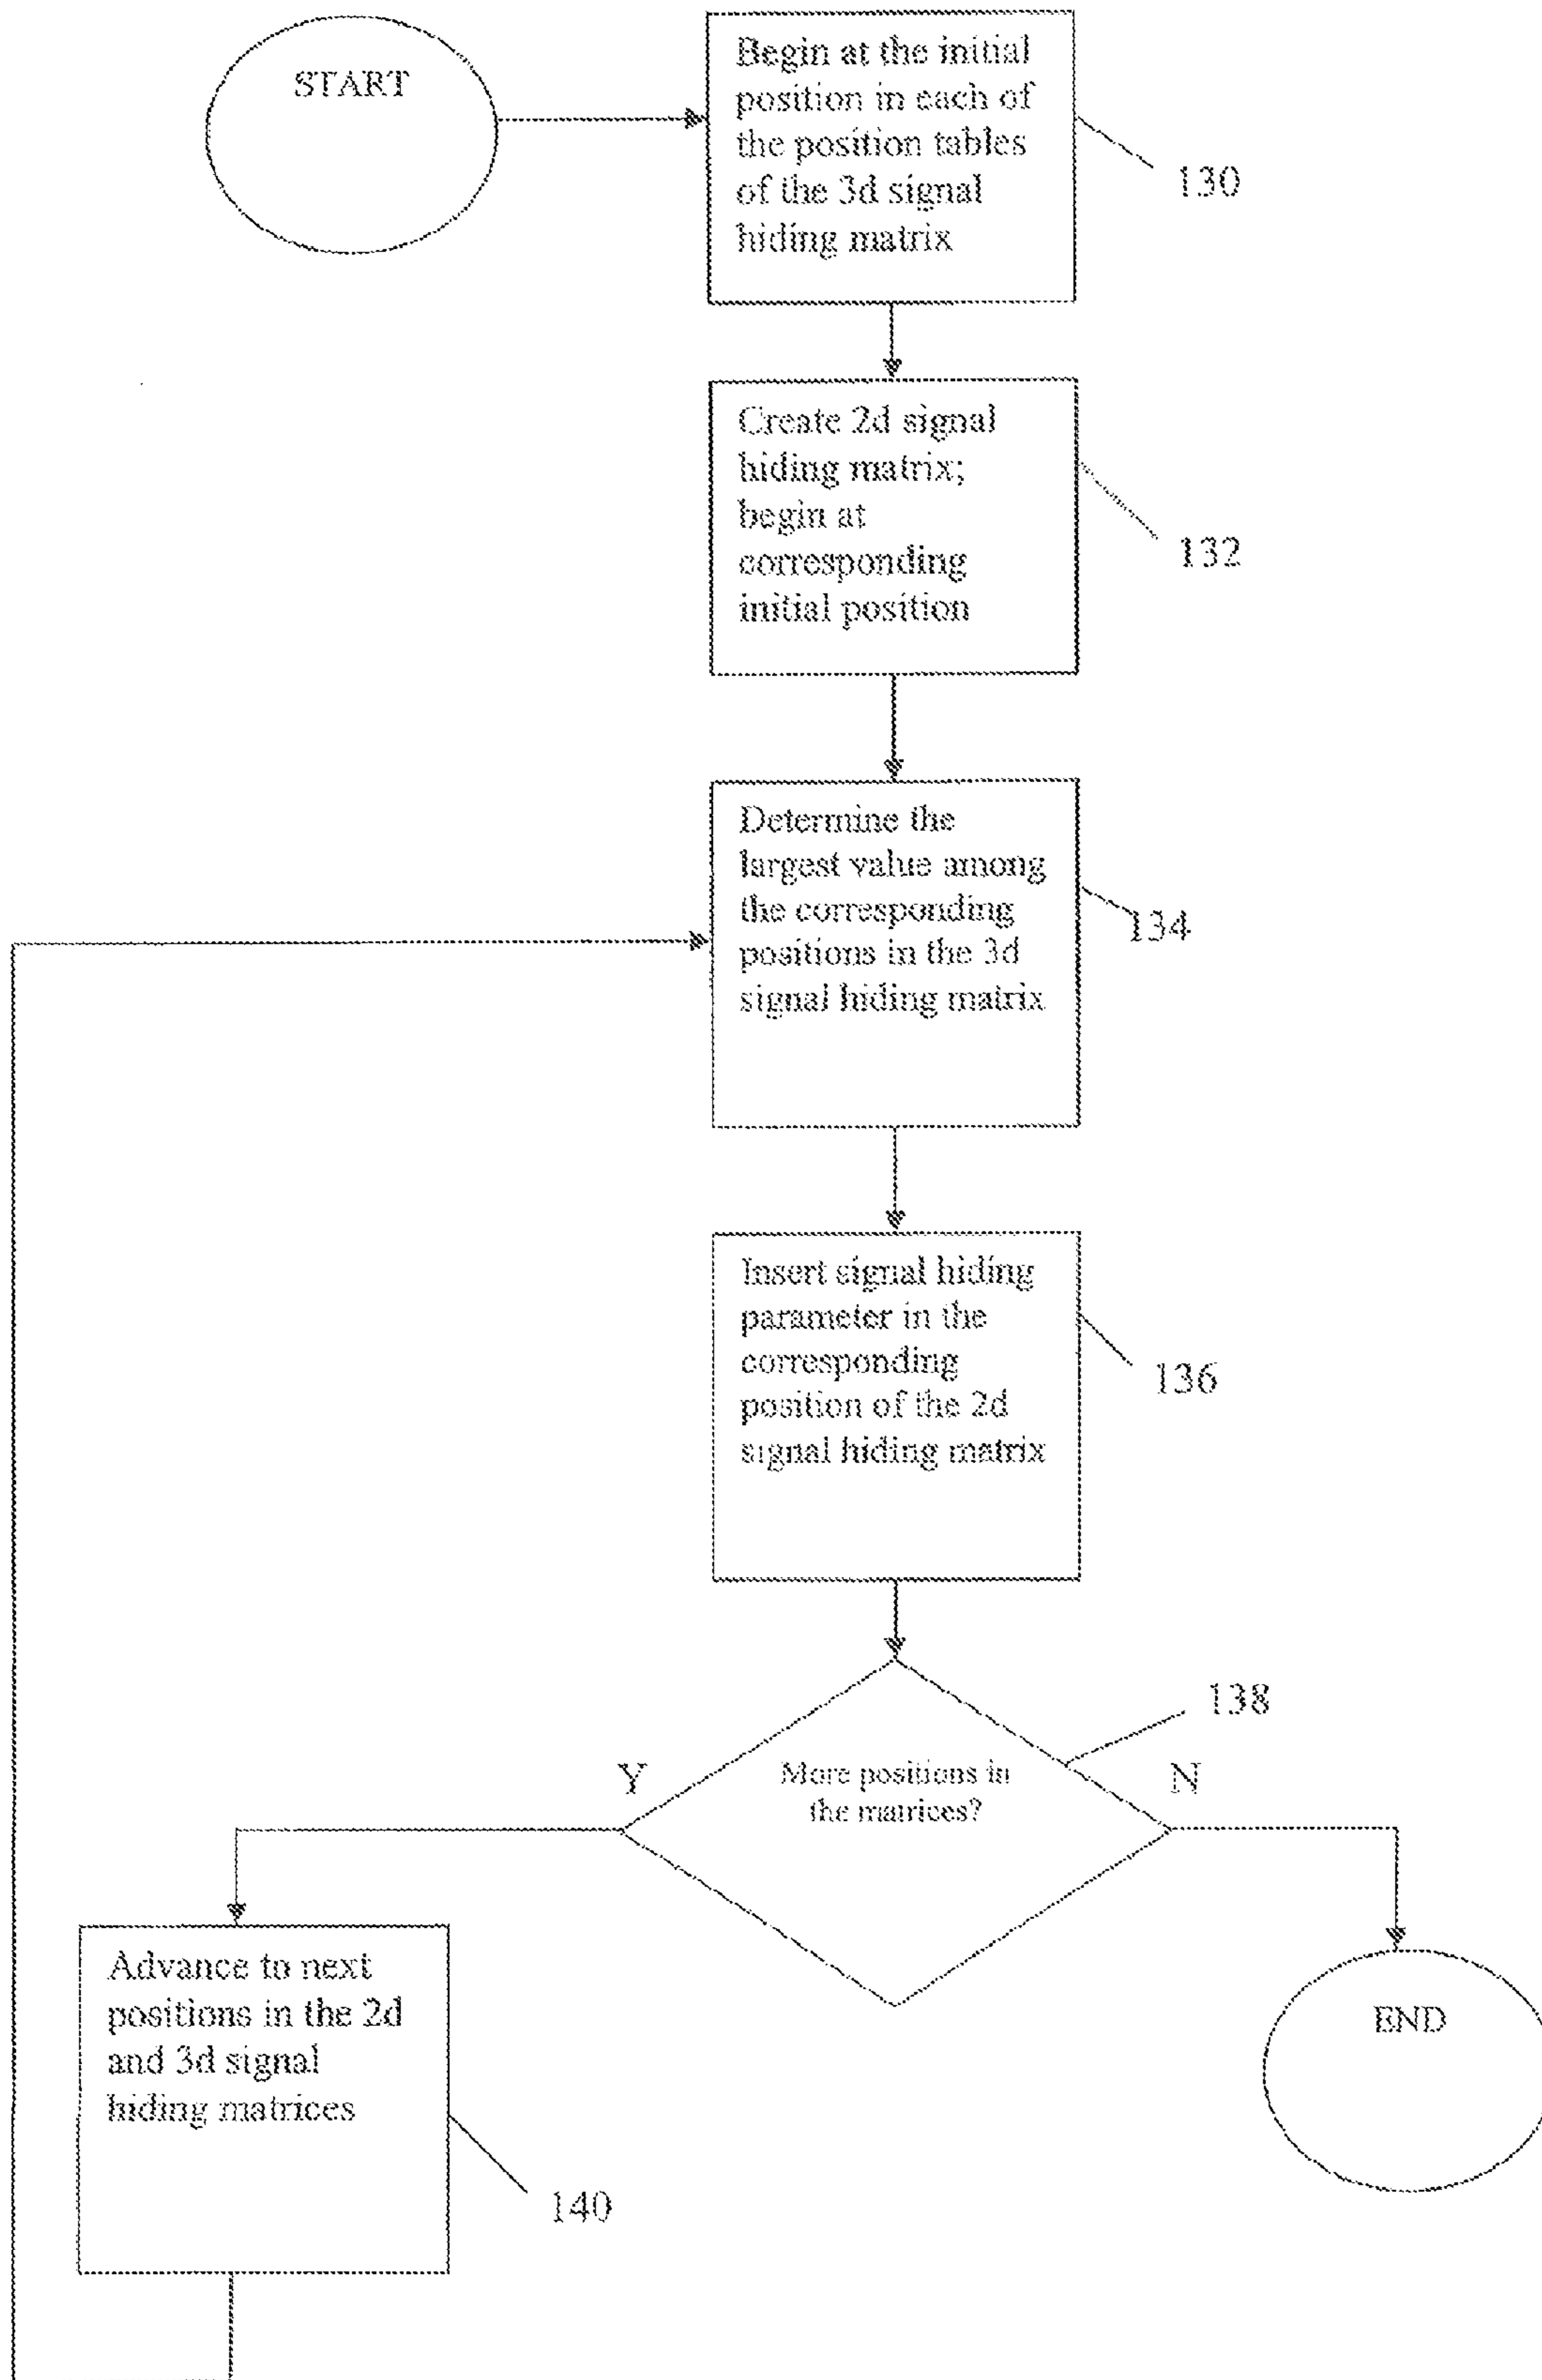 START
Begin at the initial
position in each of
the position tables
of the 3d signal
hiding matrix
130
Create 2d signal
hiding matrix;
begin at
corresponding
initial position
132
Determine the
largest value among
the corresponding
positions in the 3d
signal hiding matrix
134
Insert signal hiding
parameter in the
corresponding
position of the 2d
signal hiding matrix
136
138
Y
More positions in
the matrices?
N
Advance to next
positions in the 2d
and 3d signal
hiding matrices
140
END